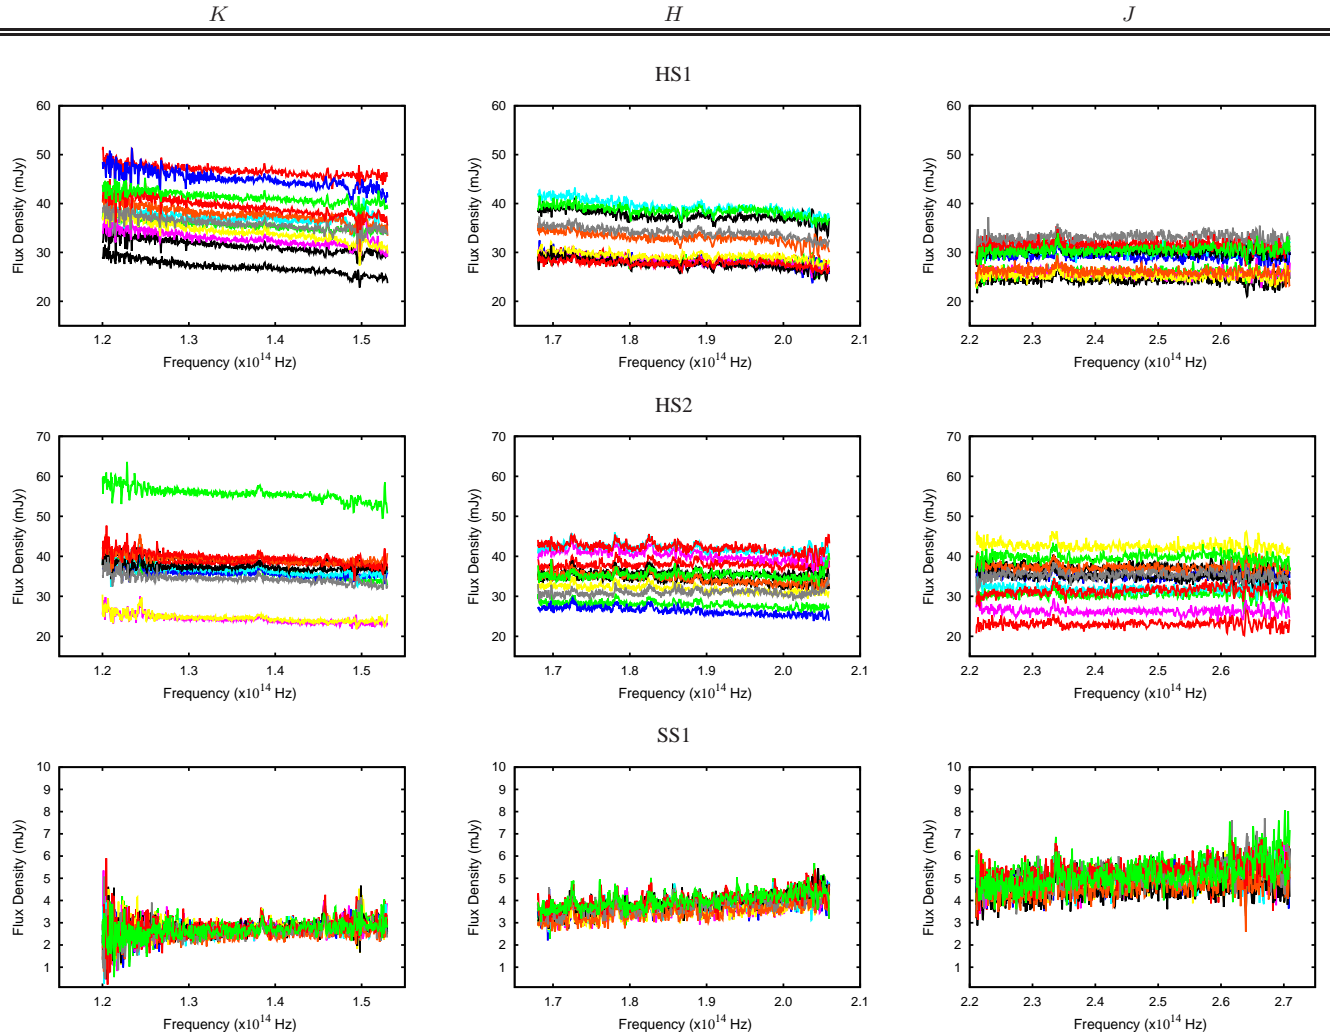 K H J
HS1
60
50
40
30
20
Flux Density (mJy)
1.2 1.3 1.4 1.5
Frequency (x10^14 Hz)
60
50
40
30
20
Flux Density (mJy)
1.7 1.8 1.9 2.0 2.1
Frequency (x10^14 Hz)
60
50
40
30
20
Flux Density (mJy)
2.2 2.3 2.4 2.5 2.6
Frequency (x10^14 Hz)
HS2
70
60
50
40
30
20
Flux Density (mJy)
1.2 1.3 1.4 1.5
Frequency (x10^14 Hz)
70
60
50
40
30
20
Flux Density (mJy)
1.7 1.8 1.9 2.0 2.1
Frequency (x10^14 Hz)
70
60
50
40
30
20
Flux Density (mJy)
2.2 2.3 2.4 2.5 2.6
Frequency (x10^14 Hz)
SS1
10
9
8
7
6
5
4
3
2
1
Flux Density (mJy)
1.2 1.3 1.4 1.5
Frequency (x10^14 Hz)
10
9
8
7
6
5
4
3
2
1
Flux Density (mJy)
1.7 1.8 1.9 2.0 2.1
Frequency (x10^14 Hz)
10
9
8
7
6
5
4
3
2
1
Flux Density (mJy)
2.2 2.3 2.4 2.5 2.6 2.7
Frequency (x10^14 Hz)